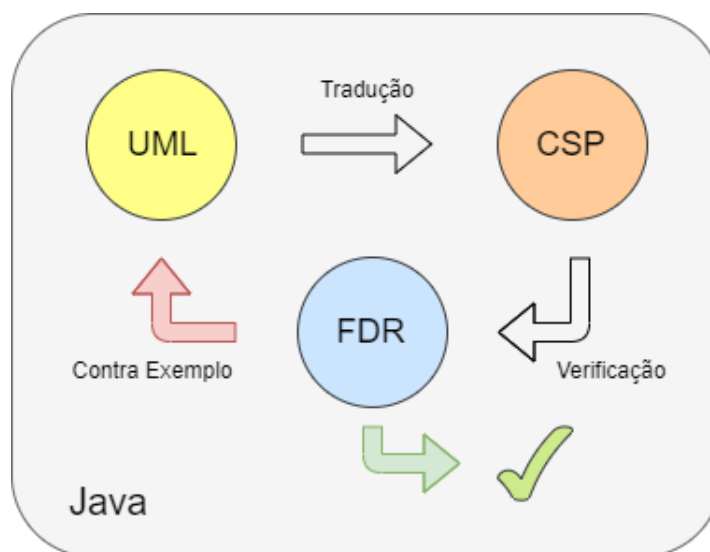 Tradução
UML
CSP
FDR
Contra Exemplo
Verificação
Java